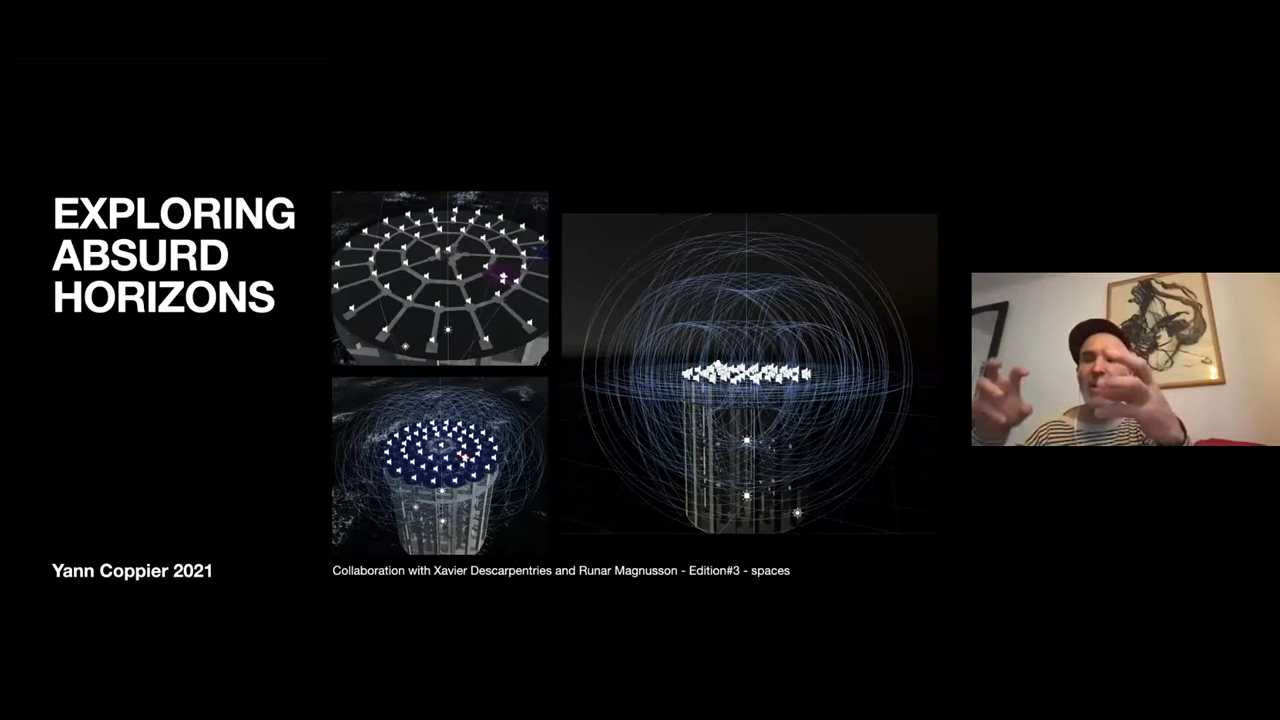 EXPLORING
ABSURD
HORIZONS
Yann Coppier 2021
Collaboration with Xavier Descarpentries and Runar Magnusson - Edition#3 - spaces